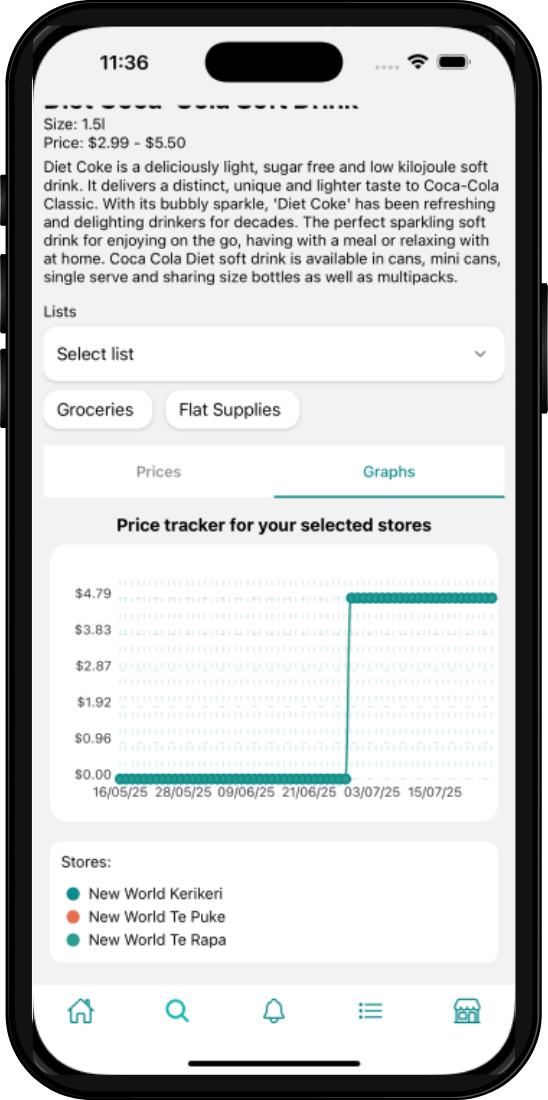 11:36
Diet Coca-Cola Soft Drink
Size: 1.5l
Price: $2.99 - $5.50
Diet Coke is a deliciously light, sugar free and low kilojoule soft
drink. It delivers a distinct, unique and lighter taste to Coca-Cola
Classic. With its bubbly sparkle, 'Diet Coke' has been refreshing
and delighting drinkers for decades. The perfect sparkling soft
drink for enjoying on the go, having with a meal or relaxing with
at home. Coca Cola Diet soft drink is available in cans, mini cans,
single serve and sharing size bottles as well as multipacks.
Lists
Select list
Groceries Flat Supplies
Prices Graphs
Price tracker for your selected stores
$4.79
$3.83
$2.87
$1.92
$0.96
$0.00
16/05/25 28/05/25 09/06/25 21/06/25 03/07/25 15/07/25
Stores:
New World Kerikeri
New World Te Puke
New World Te Rapa